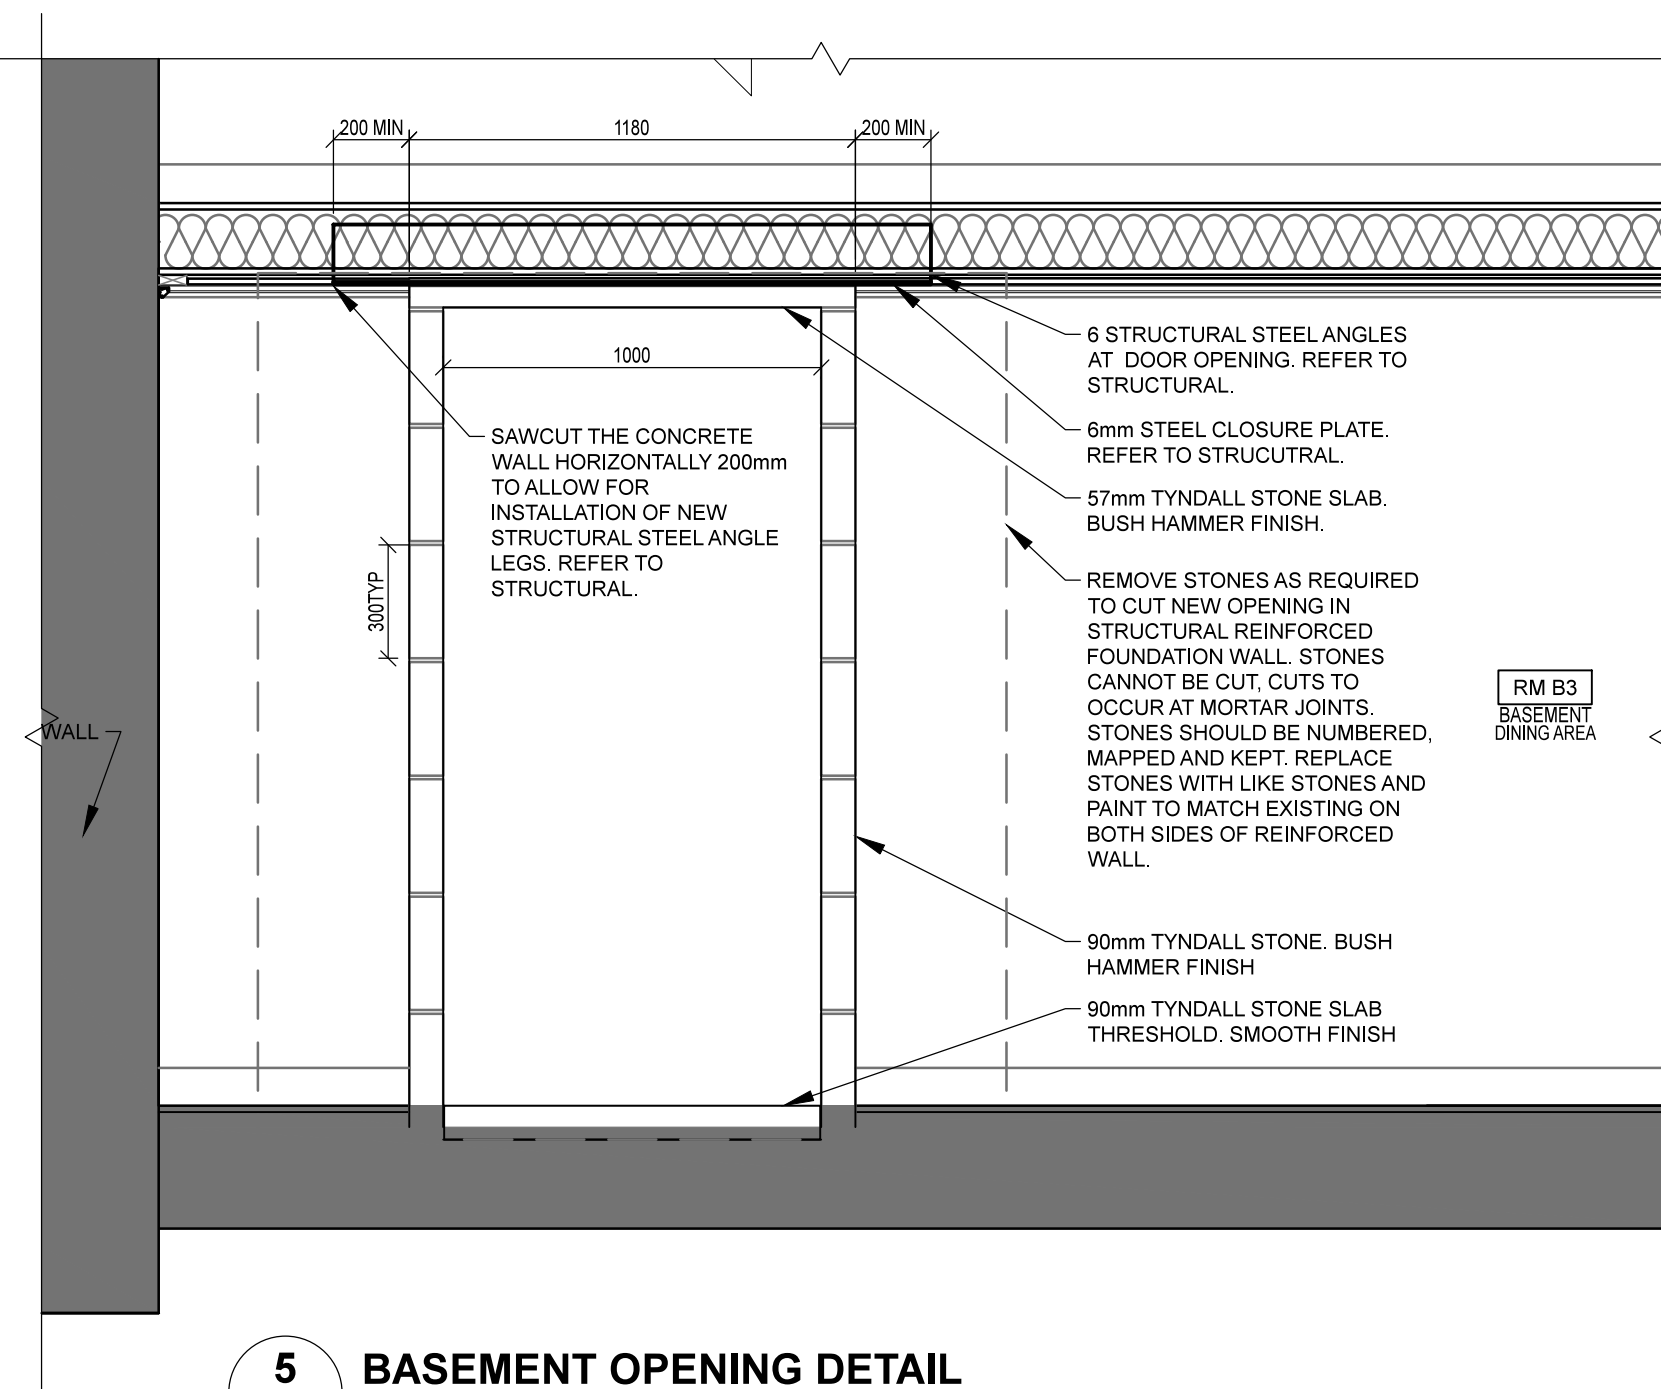 200 MIN
1180
200 MIN
1000
6 STRUCTURAL STEEL ANGLES
AT DOOR OPENING. REFER TO
STRUCTURAL.
6mm STEEL CLOSURE PLATE.
REFER TO STRUCUTRAL.
SAWCUT THE CONCRETE
WALL HORIZONTALLY 200mm
TO ALLOW FOR
INSTALLATION OF NEW
STRUCTURAL STEEL ANGLE
LEGS. REFER TO
STRUCTURAL.
57mm TYNDALL STONE SLAB.
BUSH HAMMER FINISH.
300TYP
REMOVE STONES AS REQUIRED
TO CUT NEW OPENING IN
STRUCTURAL REINFORCED
FOUNDATION WALL. STONES
CANNOT BE CUT, CUTS TO
OCCUR AT MORTAR JOINTS.
STONES SHOULD BE NUMBERED,
MAPPED AND KEPT. REPLACE
STONES WITH LIKE STONES AND
PAINT TO MATCH EXISTING ON
BOTH SIDES OF REINFORCED
WALL.
RM B3
BASEMENT
DINING AREA
WALL
90mm TYNDALL STONE. BUSH
HAMMER FINISH
90mm TYNDALL STONE SLAB
THRESHOLD. SMOOTH FINISH
5
BASEMENT OPENING DETAIL